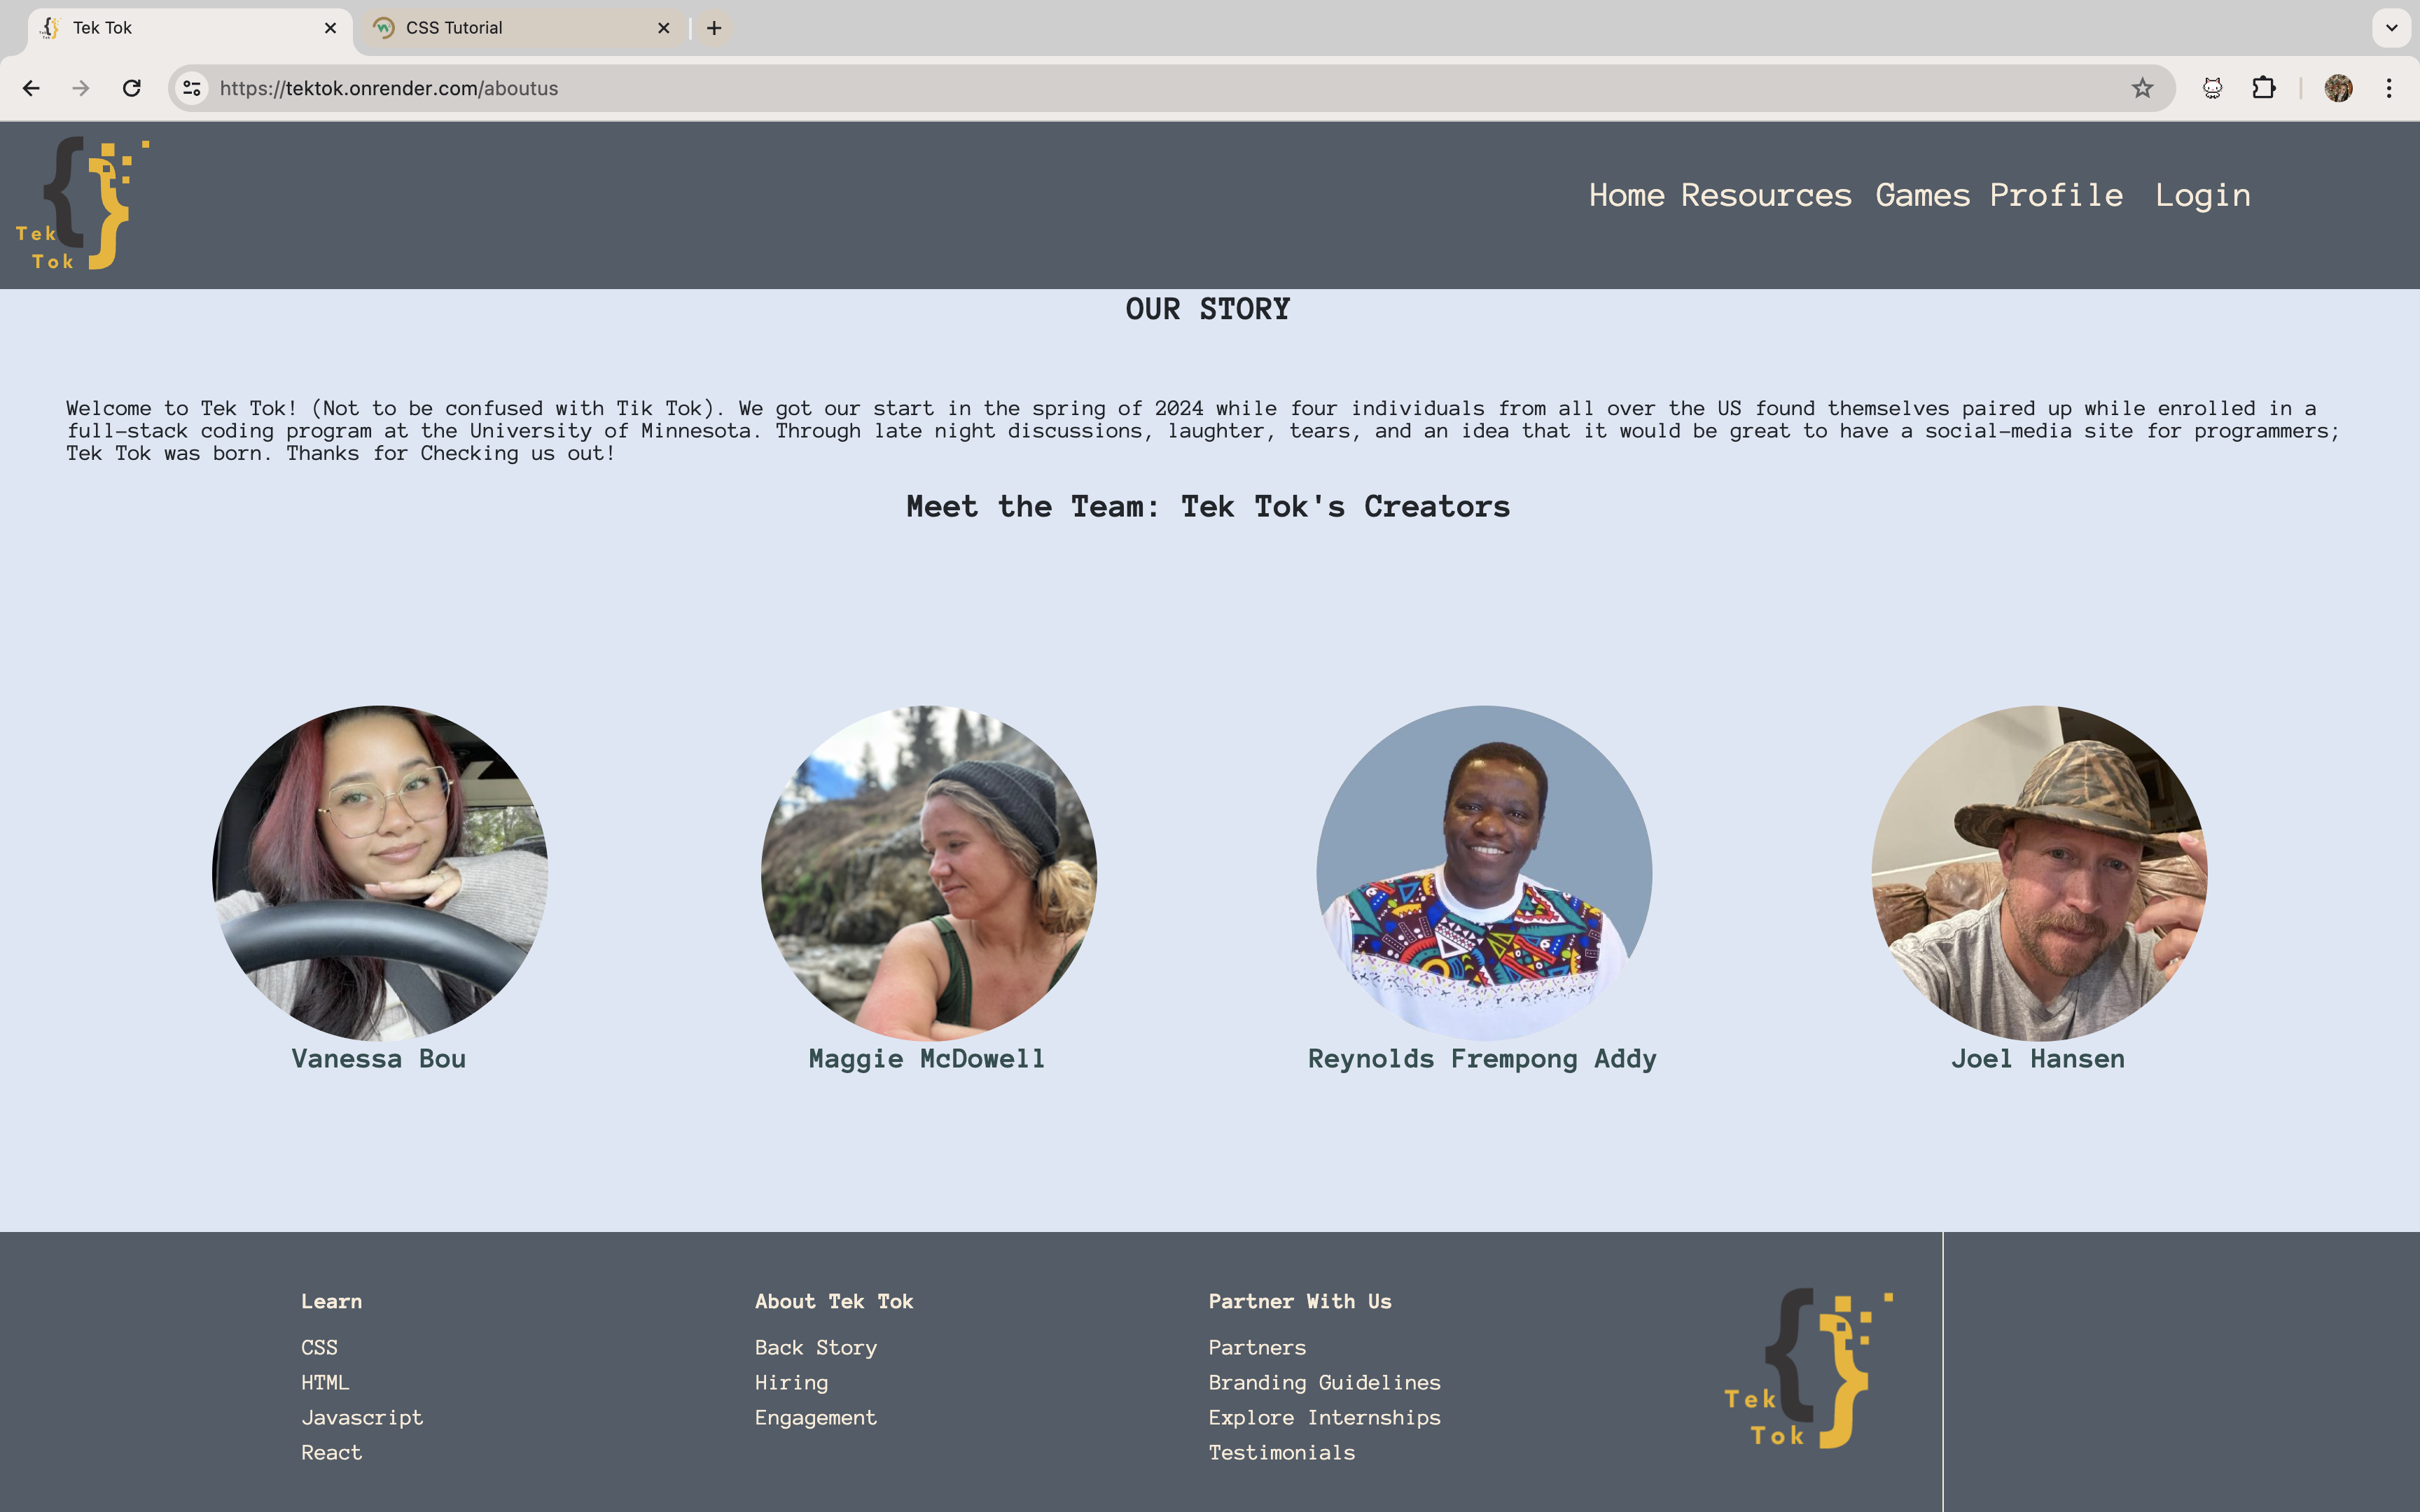 Tek Tok
CSS Tutorial
https://tektok.onrender.com/aboutus
Tek
Tok
Home Resources Games Profile Login
OUR STORY
Welcome to Tek Tok! (Not to be confused with Tik Tok). We got our start in the spring of 2024 while four individuals from all over the US found themselves paired up while enrolled in a
full-stack coding program at the University of Minnesota. Through late night discussions, laughter, tears, and an idea that it would be great to have a social-media site for programmers;
Tek Tok was born. Thanks for Checking us out!
Meet the Team: Tek Tok's Creators
Vanessa Bou
Maggie McDowell
Reynolds Frempong Addy
Joel Hansen
Learn
CSS
HTML
Javascript
React
About Tek Tok
Back Story
Hiring
Engagement
Partner With Us
Partners
Branding Guidelines
Explore Internships
Testimonials
Tek
Tok